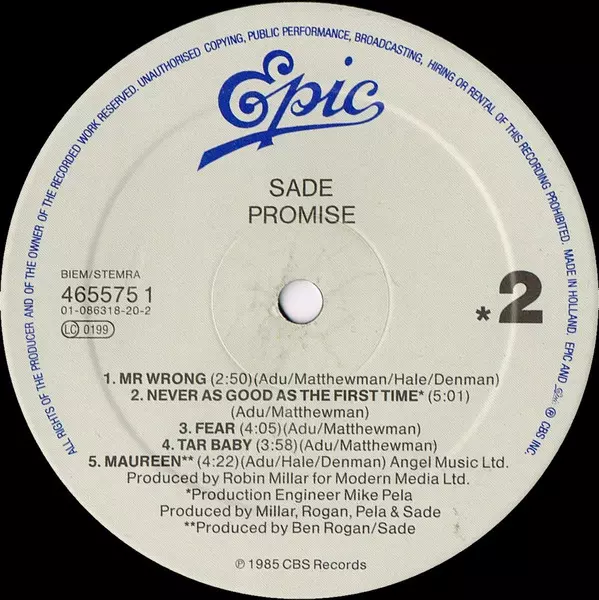 ALL RIGHTS OF THE PRODUCER AND OF THE OWNER OF THE RECORDED WORK RESERVED. UNAUTHORISED COPYING, PUBLIC PERFORMANCE, BROADCASTING, HIRING OR RENTAL OF THIS RECORDING PROHIBITED. MADE IN HOLLAND. EPIC AND
® CBS INC.
Epic
SADE
PROMISE
BIEM/STEMRA
465575 1
01-086318-20-2
LC 0199
*2
1. MR WRONG (2:50)(Adu/Matthewman/Hale/Denman)
2. NEVER AS GOOD AS THE FIRST TIME* (5:01)
(Adu/Matthewman)
3. FEAR (4:05)(Adu/Matthewman)
4. TAR BABY (3:58)(Adu/Matthewman)
5. MAUREEN** (4:22)(Adu/Hale/Denman) Angel Music Ltd.
Produced by Robin Millar for Modern Media Ltd.
*Production Engineer Mike Pela
Produced by Millar, Rogan, Pela & Sade
**Produced by Ben Rogan/Sade
℗ 1985 CBS Records